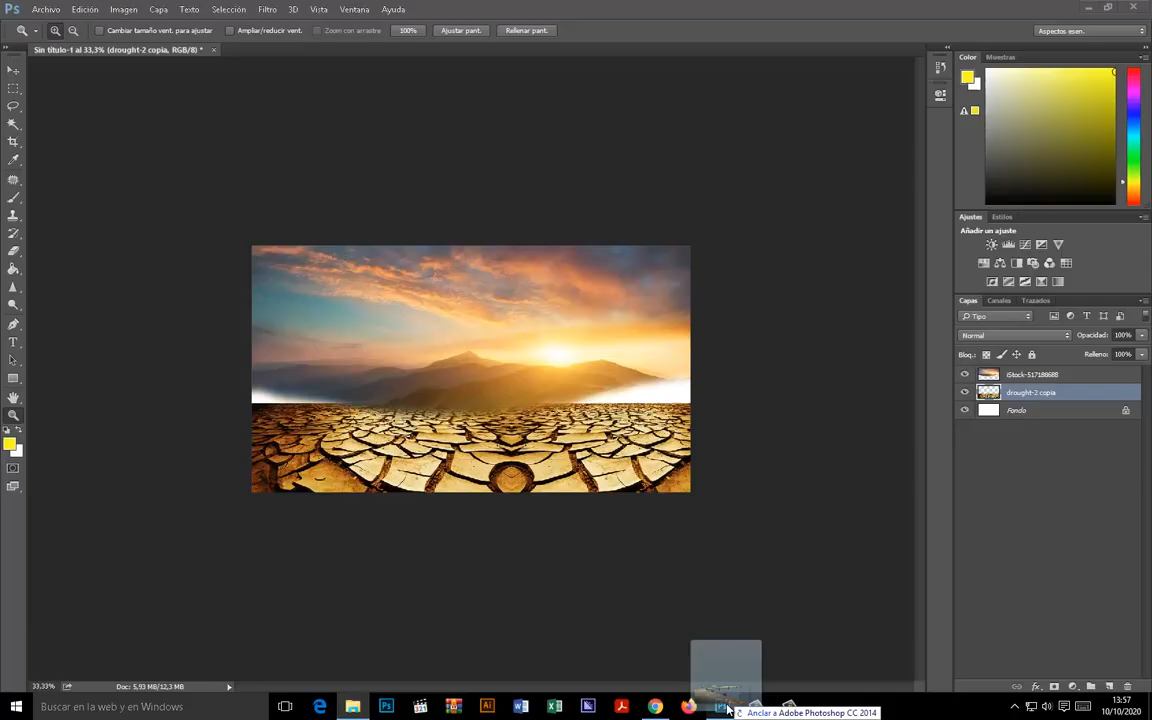 Ps Archivo Edición Imagen Capa Texto Selección Filtro 3D Vista Ventana Ayuda
Cambiar tamaño vent. para ajustar Ampliar/reducir vent. Zoom con arrastre 100% Ajustar pant. Rellenar pant. Aspectos esen.
Sin título-1 al 33,3% (drought-2 copia, RGB/8) * ×
Color Muestras
Ajustes Estilos
Añadir un ajuste
Capas Canales Trazados
Tipo
Normal Opacidad: 100%
Bloq.: Relleno: 100%
iStock-517188688
drought-2 copia
Fondo
33,33% Doc: 5,93 MB/12,3 MB
Buscar en la web y en Windows
Anclar a Adobe Photoshop CC 2014
13:57
10/10/2020